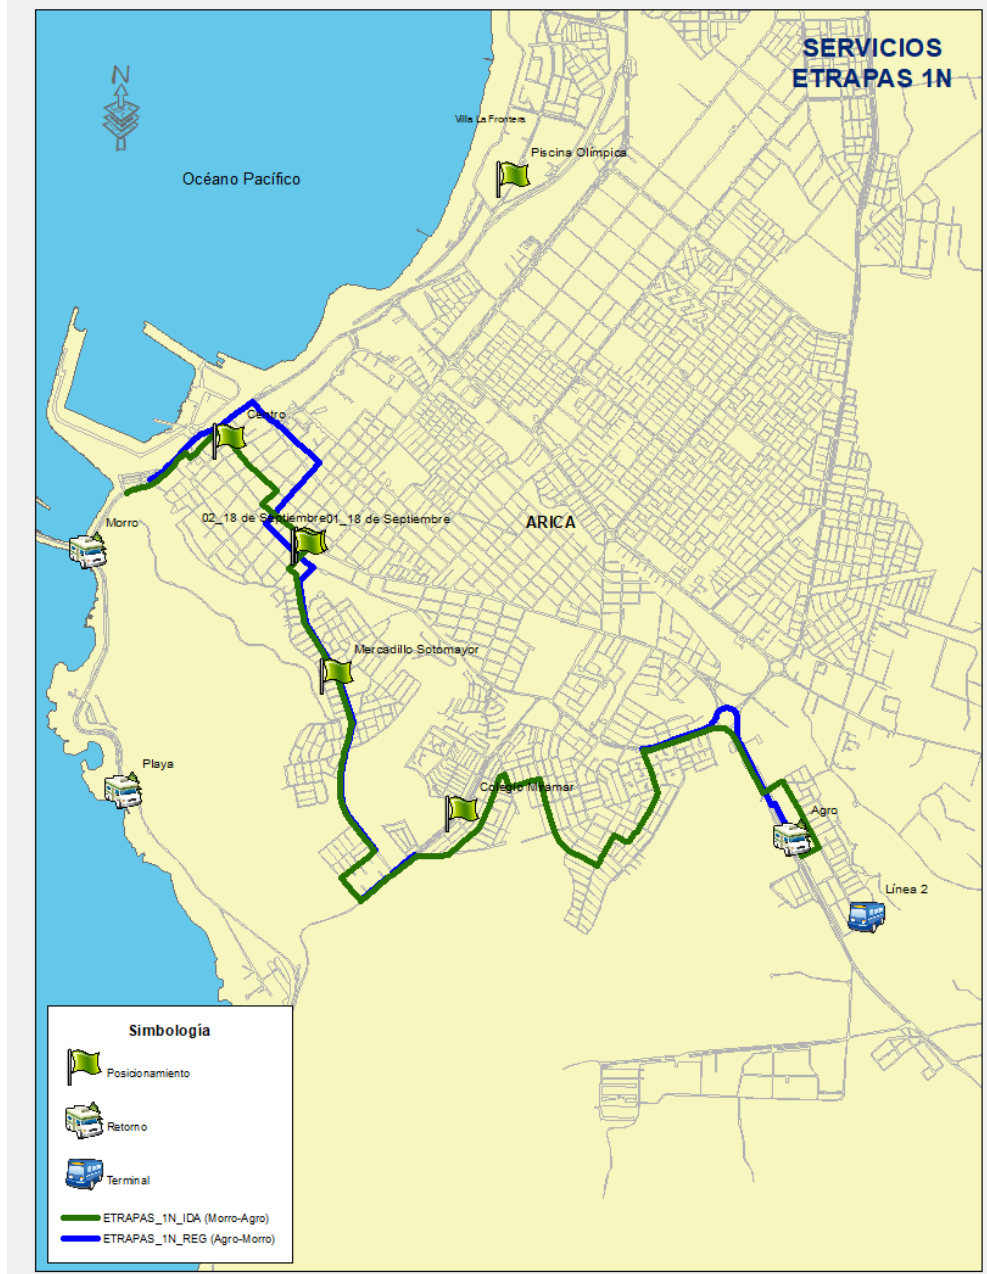 SERVICIOS
ETRAPAS 1N
N
Villa La Frontera
Piscina Olímpica
Océano Pacífico
Centro
02_18 de Septiembre
01_18 de Septiembre
ARICA
Morro
Mercadillo Sotomayor
Playa
Colegio Miramar
Agro
Línea 2
Simbología
Posicionamiento
Retorno
Terminal
ETRAPAS_1N_IDA (Morro-Agro)
ETRAPAS_1N_REG (Agro-Morro)